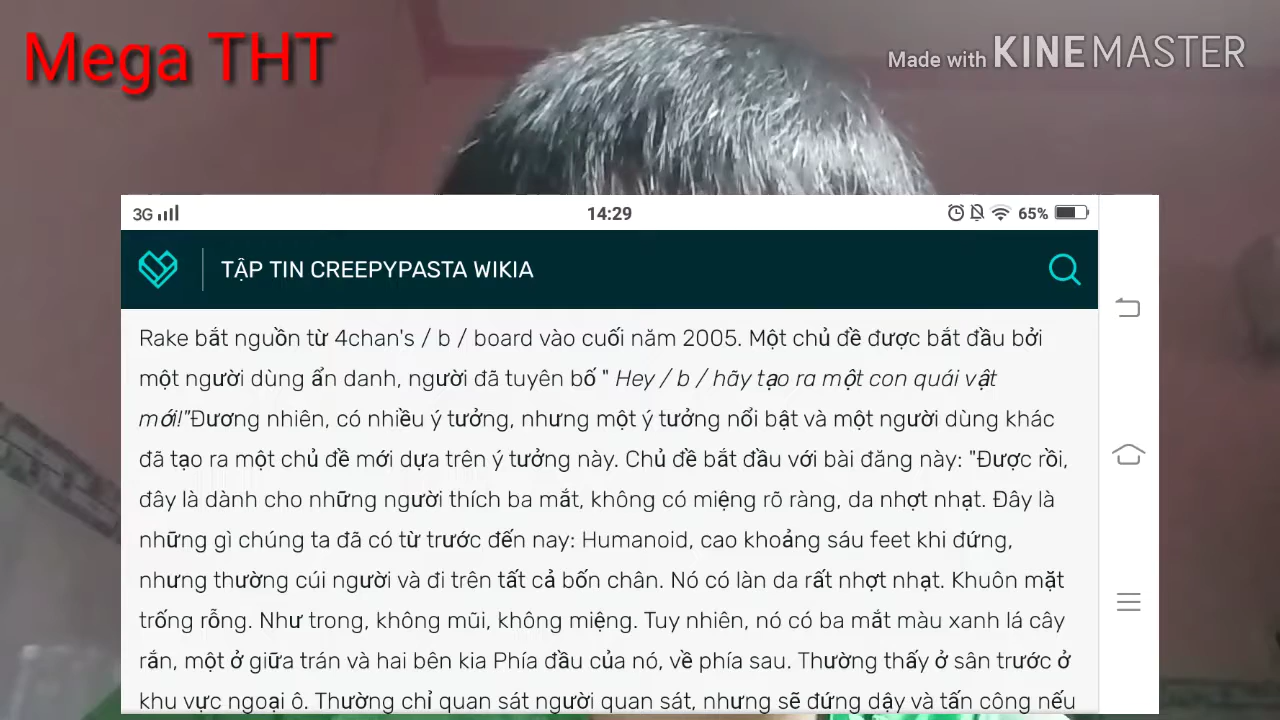 Mega THT
Made with KINEMASTER
3G 14:29 65%
TẬP TIN CREEPYPASTA WIKIA
Rake bắt nguồn từ 4chan's / b / board vào cuối năm 2005. Một chủ đề được bắt đầu bởi
một người dùng ẩn danh, người đã tuyên bố " Hey / b / hãy tạo ra một con quái vật
mới!"Đương nhiên, có nhiều ý tưởng, nhưng một ý tưởng nổi bật và một người dùng khác
đã tạo ra một chủ đề mới dựa trên ý tưởng này. Chủ đề bắt đầu với bài đăng này: "Được rồi,
đây là dành cho những người thích ba mắt, không có miệng rõ ràng, da nhợt nhạt. Đây là
những gì chúng ta đã có từ trước đến nay: Humanoid, cao khoảng sáu feet khi đứng,
nhưng thường cúi người và đi trên tất cả bốn chân. Nó có làn da rất nhợt nhạt. Khuôn mặt
trống rỗng. Như trong, không mũi, không miệng. Tuy nhiên, nó có ba mắt màu xanh lá cây
rắn, một ở giữa trán và hai bên kia Phía đầu của nó, về phía sau. Thường thấy ở sân trước ở
khu vực ngoại ô. Thường chỉ quan sát người quan sát, nhưng sẽ đứng dậy và tấn công nếu